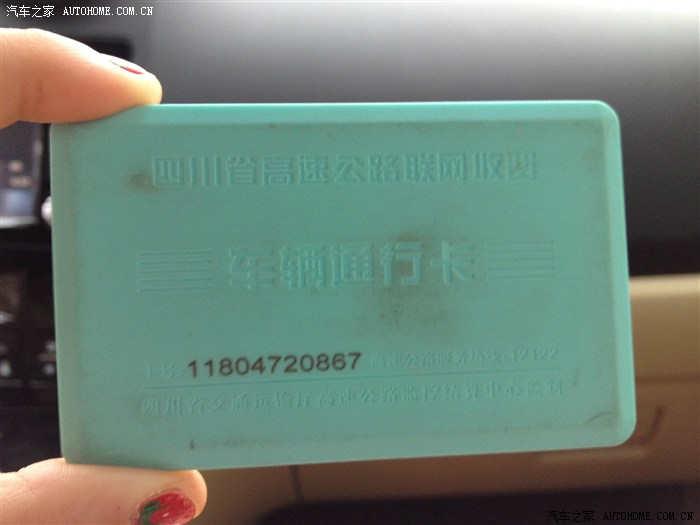 汽车之家 AUTOHOME.COM.CN
四川省高速公路联网收费
车辆通行卡
11804720867 高速公路服务热线:12122
四川省交通运输厅高速公路监控结算中心监制
汽车之家 AUTOHOME.COM.CN